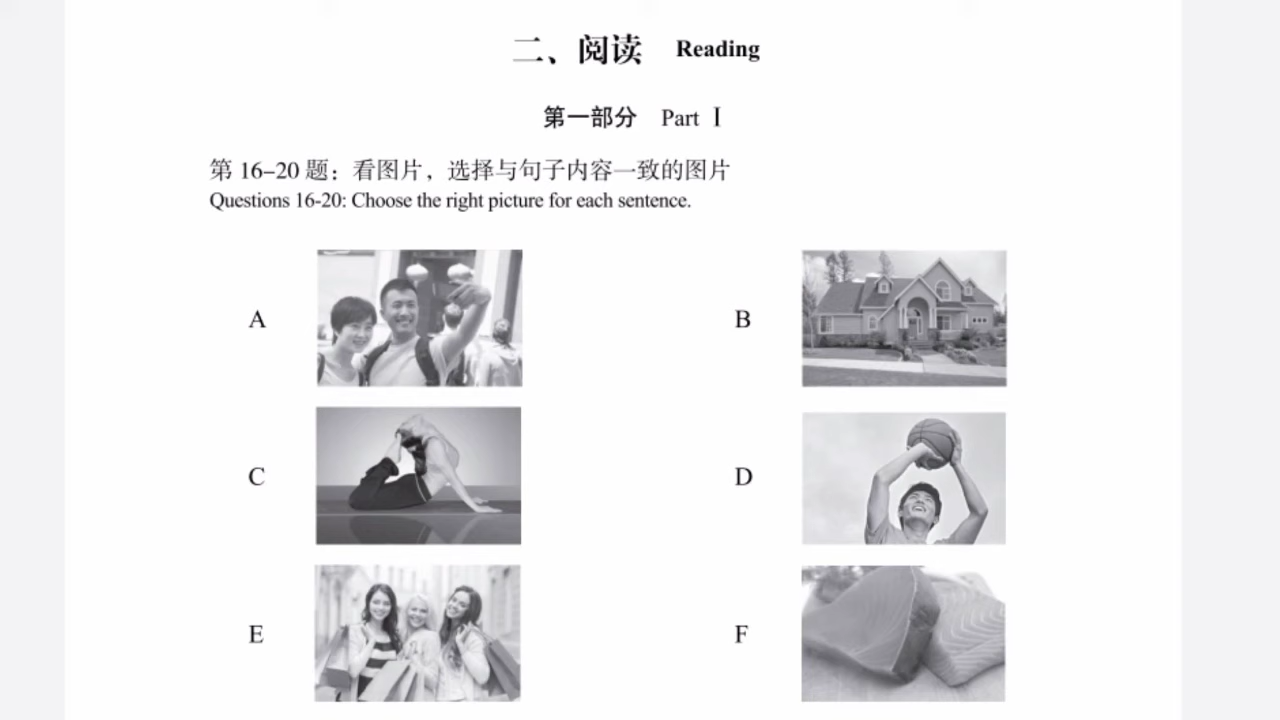 二、阅读 Reading
第一部分 Part Ⅰ
第 16–20 题：看图片，选择与句子内容一致的图片
Questions 16-20: Choose the right picture for each sentence.
A
B
C
D
E
F